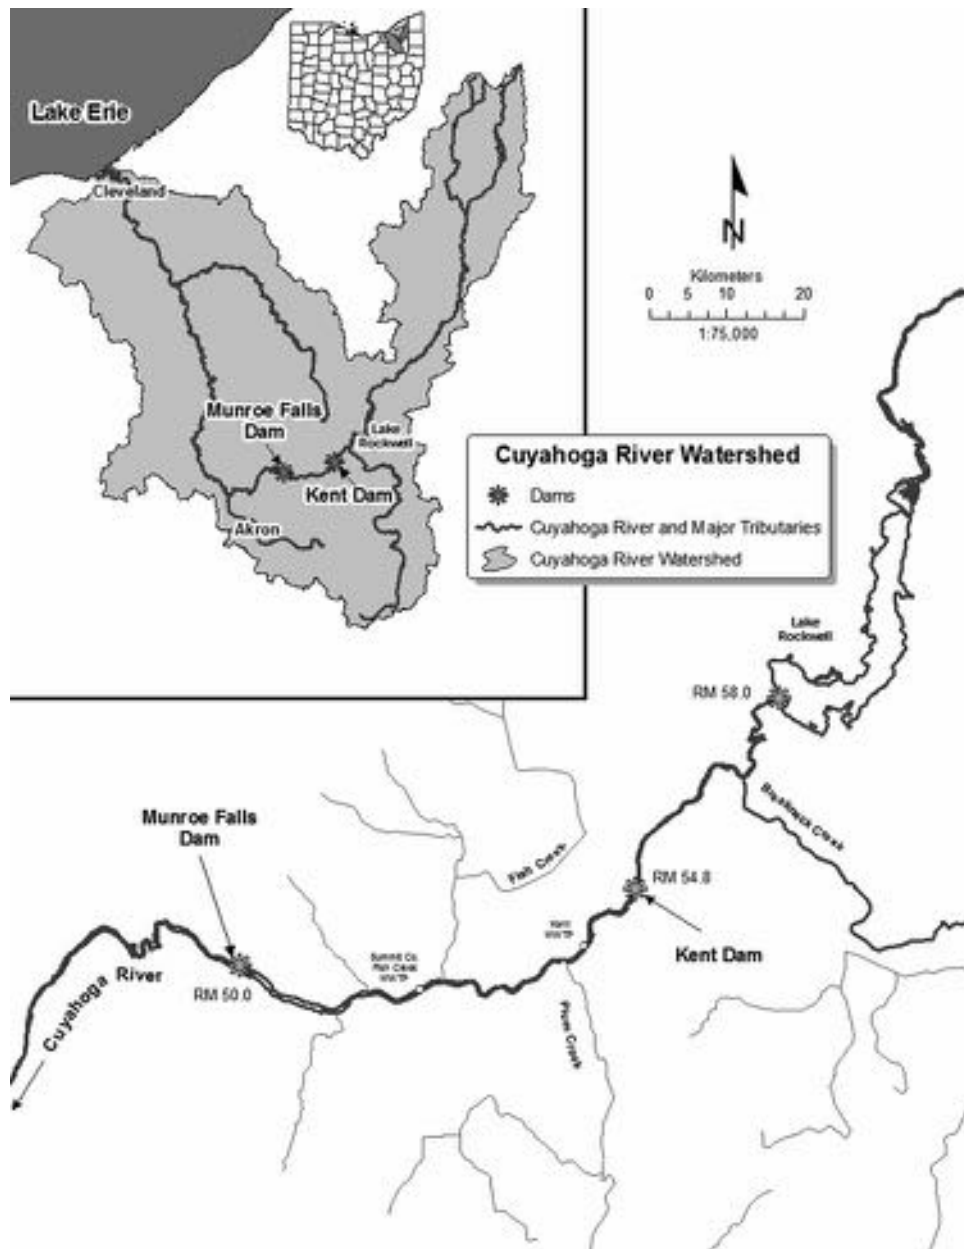 Lake Erie
Cleveland
Munroe Falls
Dam
Lake
Rockwell
Kent Dam
Akron
N
Kilometers
0 5 10 20
1:75,000
Cuyahoga River Watershed
Dams
Cuyahoga River and Major Tributaries
Cuyahoga River Watershed
Lake
Rockwell
RM 58.0
Breakneck Creek
Munroe Falls
Dam
Fish Creek
RM 54.8
Kent
WWTP
Kent Dam
Summit Co.
Fish Creek
WWTP
River
RM 50.0
Cuyahoga
Plum Creek